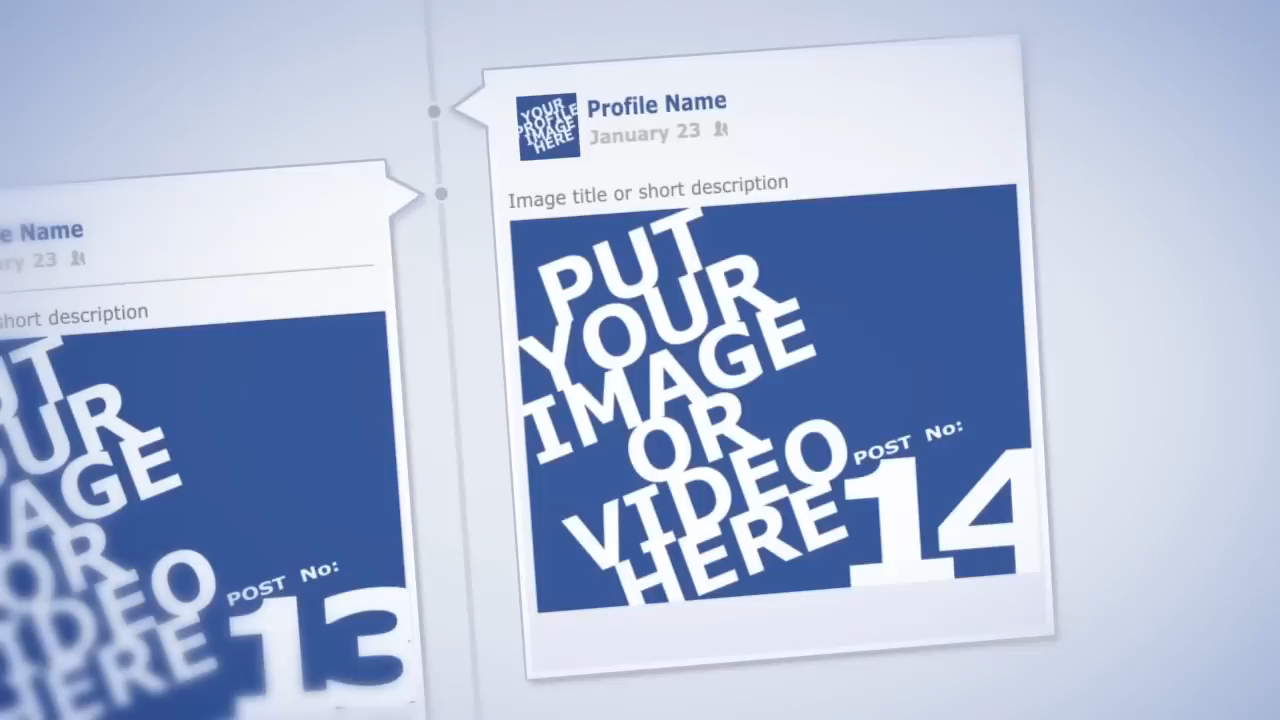 YOUR
PROFILE
IMAGE
HERE
Profile Name
January 23
Image title or short description
PUT
YOUR
IMAGE
OR
VIDEO
HERE
POST No:
14
Name
23
short description
POST No:
13